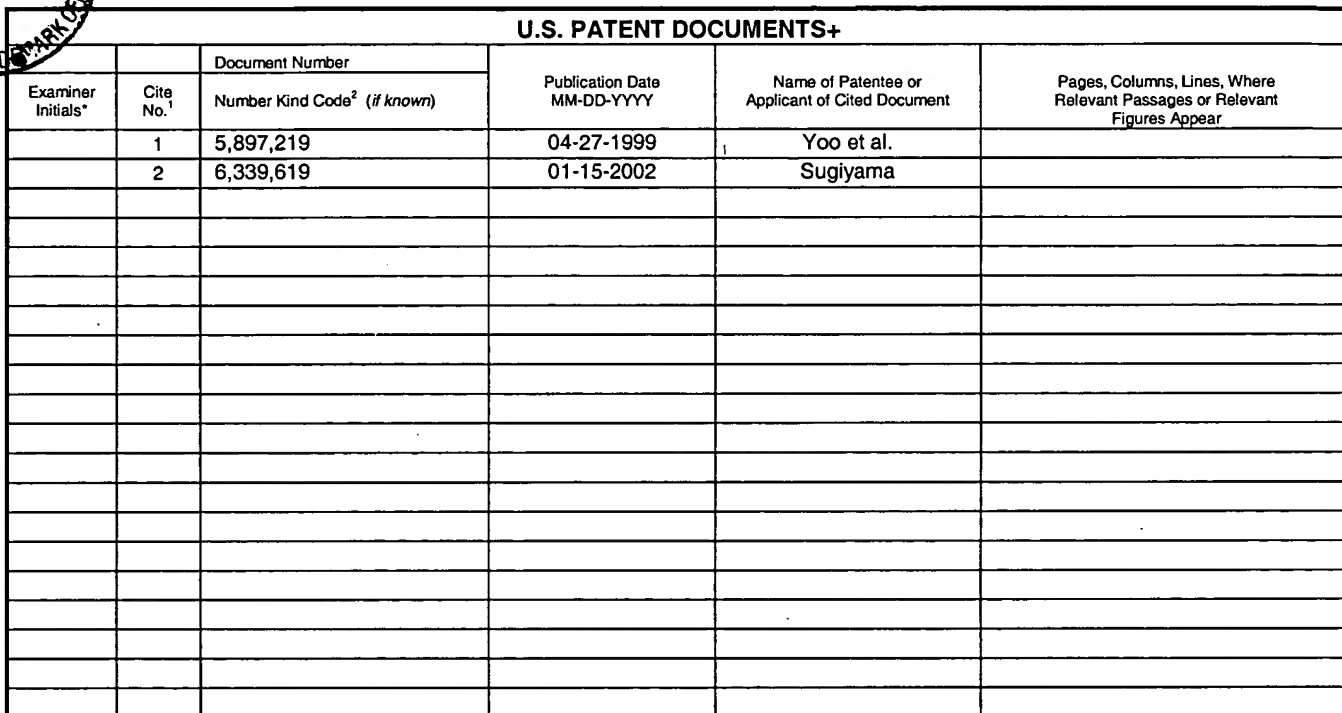 U.S. PATENT DOCUMENTS+
Examiner Initials*
Cite No.1
Document Number
Number Kind Code2 (if known)
Publication Date MM-DD-YYYY
Name of Patentee or Applicant of Cited Document
Pages, Columns, Lines, Where Relevant Passages or Relevant Figures Appear
1 5,897,219 04-27-1999 Yoo et al.
2 6,339,619 01-15-2002 Sugiyama